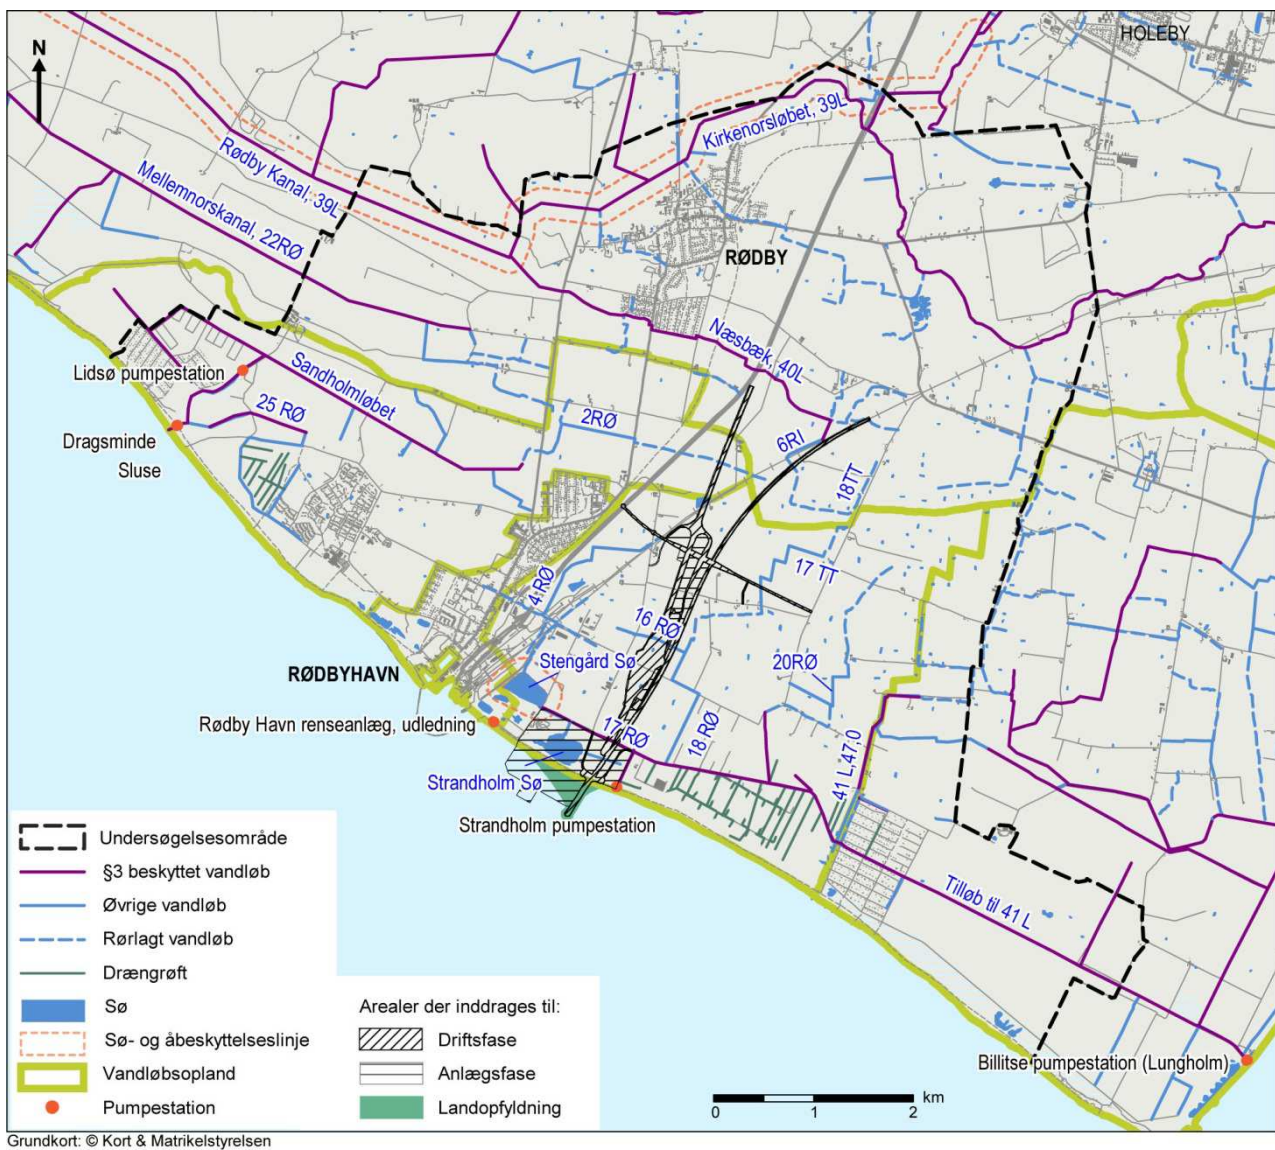 HOLEBY
N
Kirkenorsløbet, 39L
Rødby Kanal, 39L
Mellemnorskanal, 22RØ
RØDBY
Næsbæk, 40L
Lidsø pumpestation
Sandholmløbet
25 RØ
2RØ
6RI
Dragsminde
Sluse
18TT
17 TT
4 RØ
16 RØ
Stengård Sø
20RØ
RØDBYHAVN
Rødby Havn renseanlæg, udledning
17 RØ
18 RØ
41 L,47,0
Strandholm Sø
Strandholm pumpestation
Tilløb til 41 L
Billitse pumpestation (Lungholm)
Undersøgelsesområde
§3 beskyttet vandløb
Øvrige vandløb
Rørlagt vandløb
Drængrøft
Sø
Sø- og åbeskyttelseslinje
Vandløbsopland
Pumpestation
Arealer der inddrages til:
Driftsfase
Anlægsfase
Landopfyldning
km
0 1 2
Grundkort: © Kort & Matrikelstyrelsen